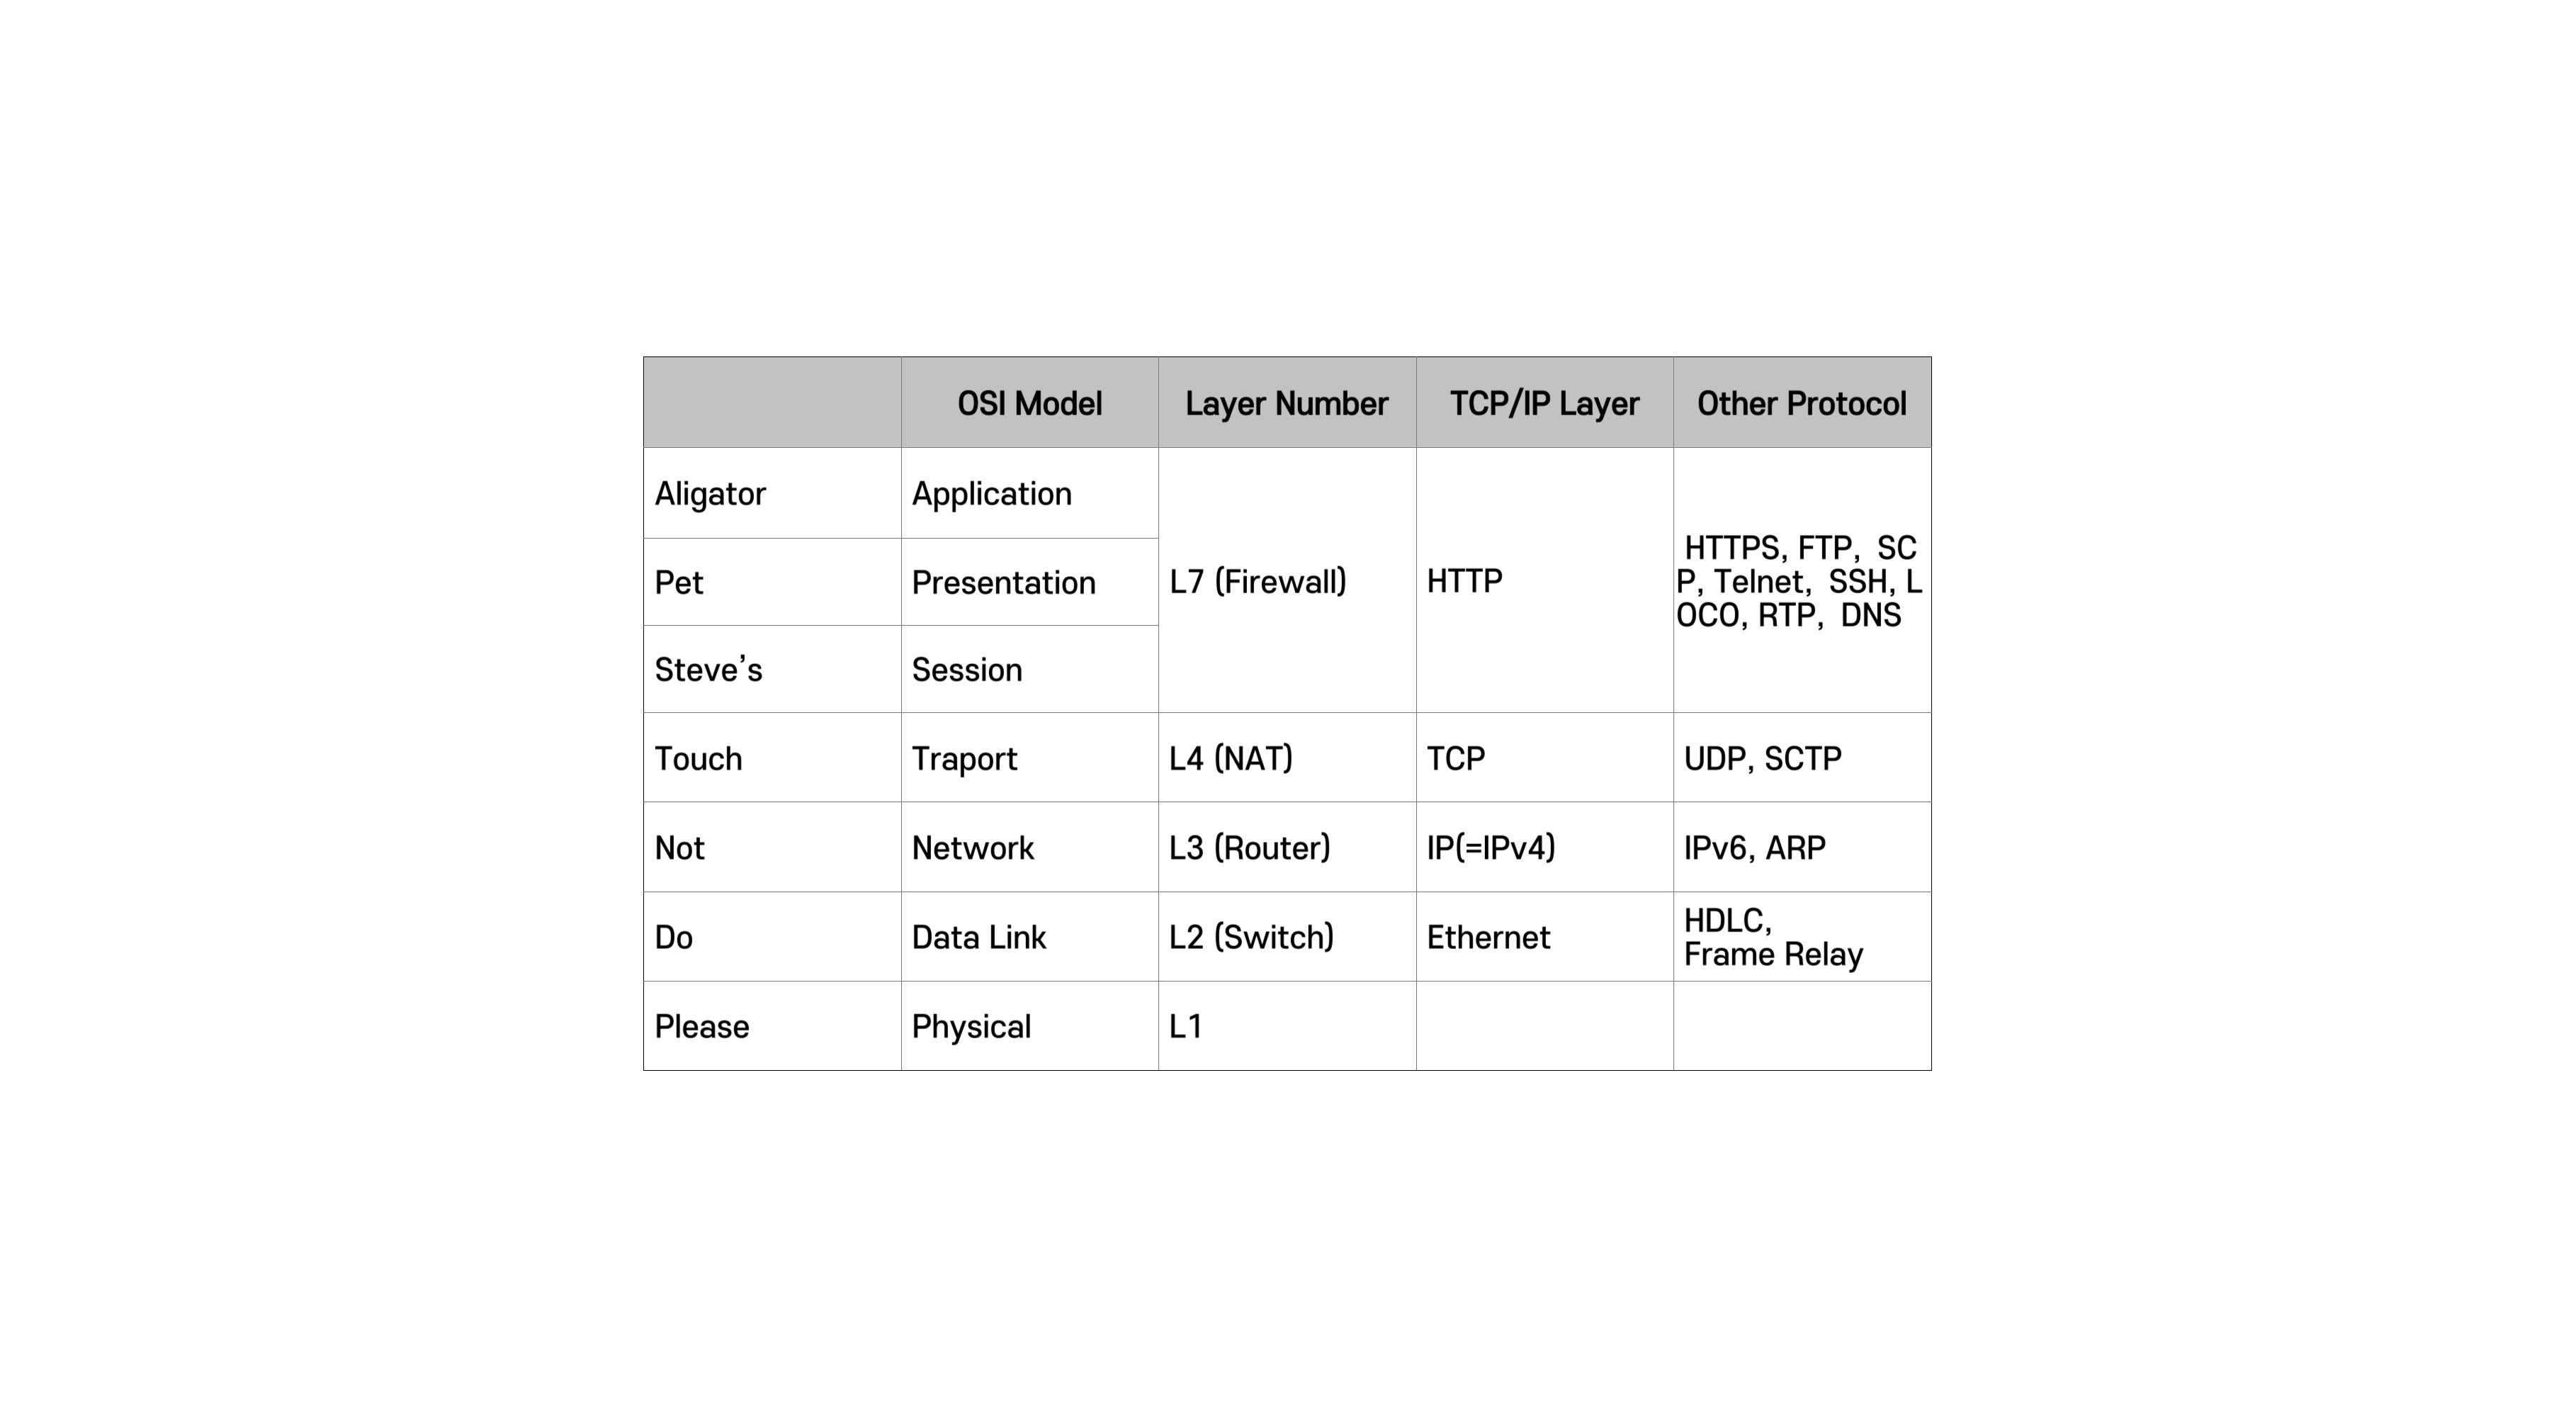 OSI Model
Layer Number
TCP/IP Layer
Other Protocol
Aligator
Application
L7 (Firewall)
HTTP
HTTPS, FTP, SC
P, Telnet, SSH, L
OCO, RTP, DNS
Pet
Presentation
Steve's
Session
Touch
Traport
L4 (NAT)
TCP
UDP, SCTP
Not
Network
L3 (Router)
IP(=IPv4)
IPv6, ARP
Do
Data Link
L2 (Switch)
Ethernet
HDLC,
Frame Relay
Please
Physical
L1